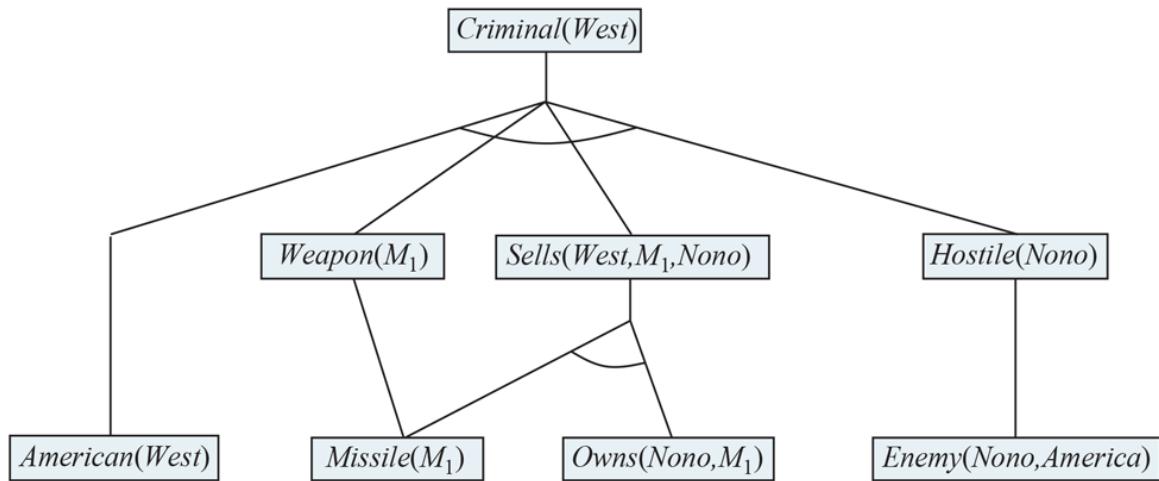 Criminal(West)
Weapon(M₁)
Sells(West,M₁,Nono)
Hostile(Nono)
American(West)
Missile(M₁)
Owns(Nono,M₁)
Enemy(Nono,America)